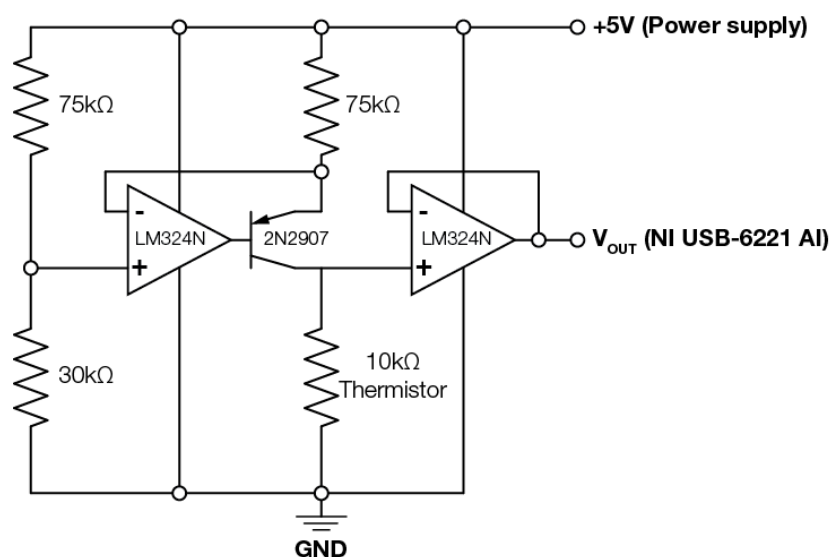 +5V (Power supply)
75kΩ
75kΩ
-
-
LM324N
2N2907
LM324N
VOUT (NI USB-6221 AI)
+
+
30kΩ
10kΩ
Thermistor
GND